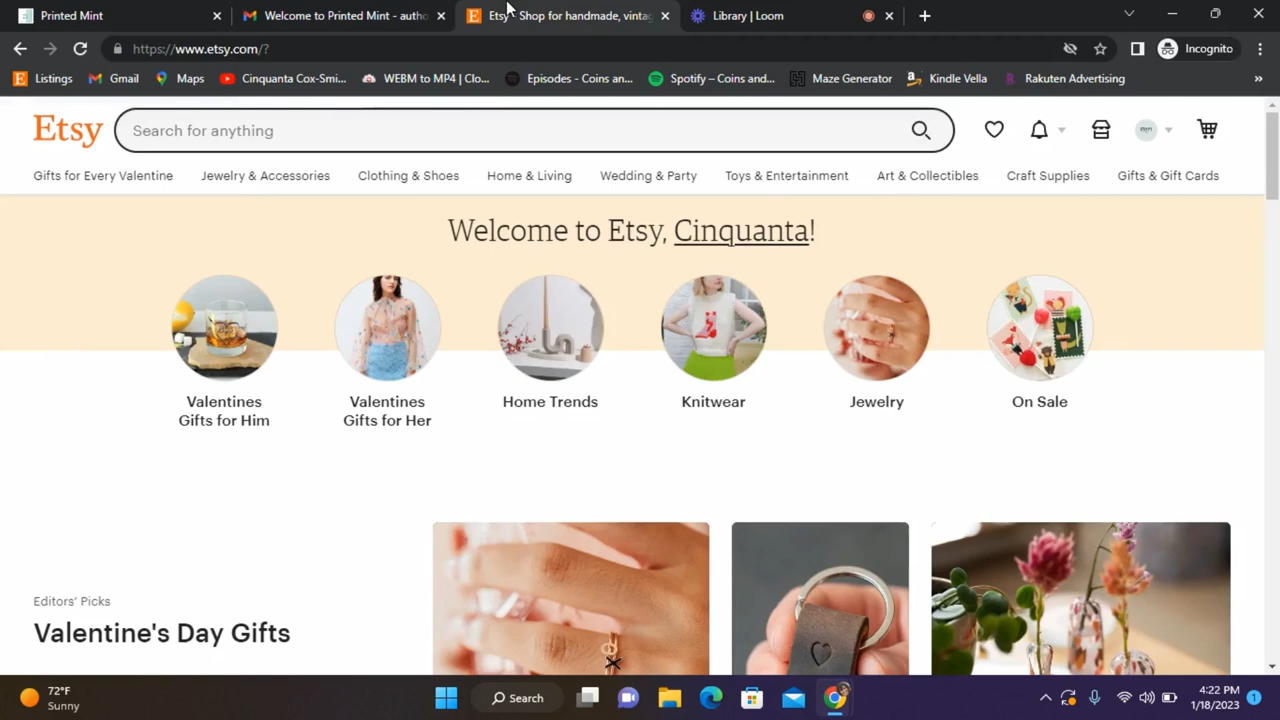 Printed Mint
Welcome to Printed Mint - autho
Etsy - Shop for handmade, vintag
Library | Loom
https://www.etsy.com/?
Incognito
Listings
Gmail
Maps
Cinquanta Cox-Smi...
WEBM to MP4 | Clo...
Episodes - Coins an...
Spotify – Coins and...
Maze Generator
Kindle Vella
Rakuten Advertising
»
Etsy
Search for anything
Gifts for Every Valentine
Jewelry & Accessories
Clothing & Shoes
Home & Living
Wedding & Party
Toys & Entertainment
Art & Collectibles
Craft Supplies
Gifts & Gift Cards
Welcome to Etsy, Cinquanta!
Valentines
Gifts for Him
Valentines
Gifts for Her
Home Trends
Knitwear
Jewelry
On Sale
Editors' Picks
Valentine's Day Gifts
72°F
Sunny
Search
4:22 PM
1/18/2023
1